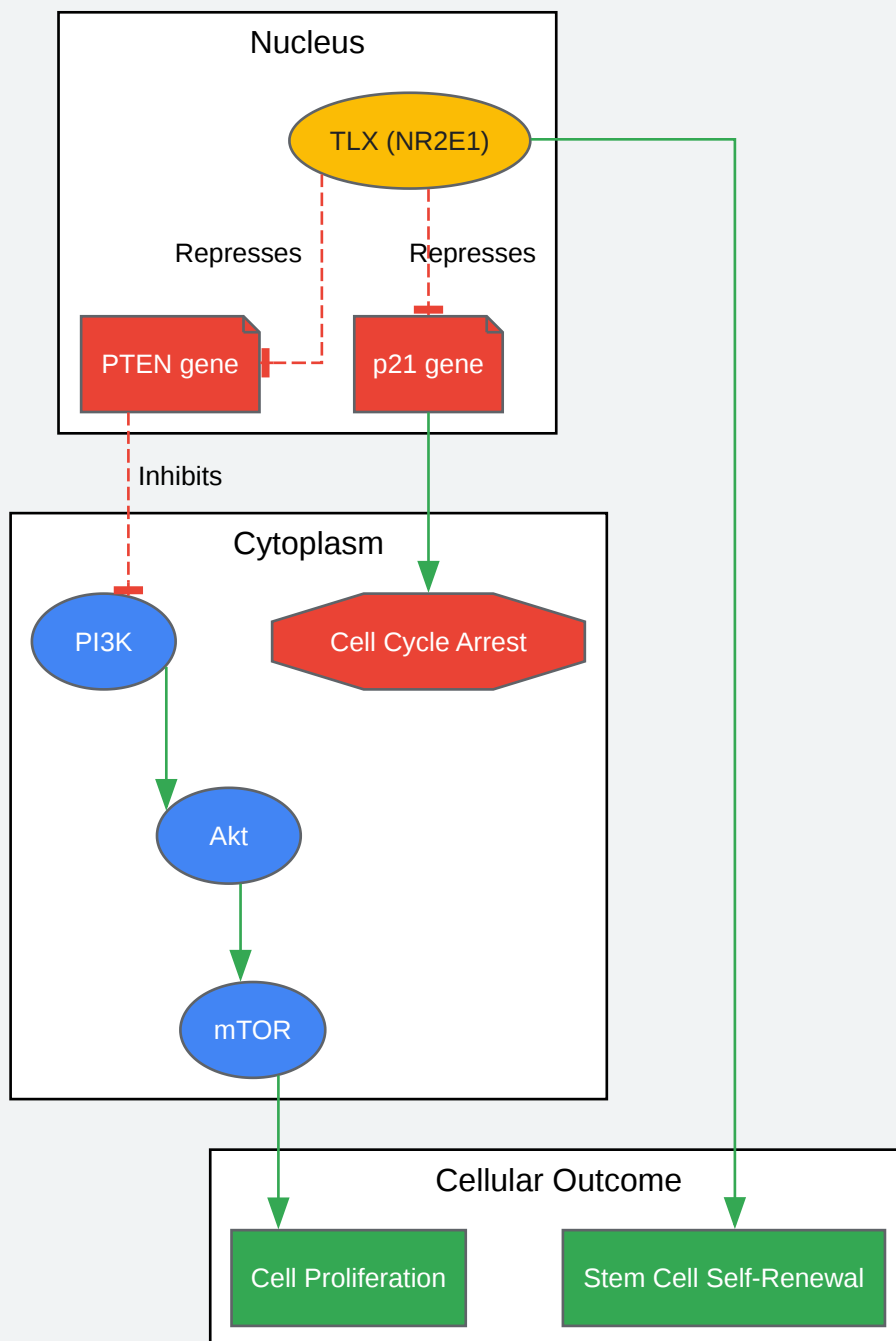 Nucleus
TLX (NR2E1)
Represses
Represses
PTEN gene
p21 gene
Inhibits
Cytoplasm
PI3K
Cell Cycle Arrest
Akt
mTOR
Cellular Outcome
Cell Proliferation
Stem Cell Self-Renewal